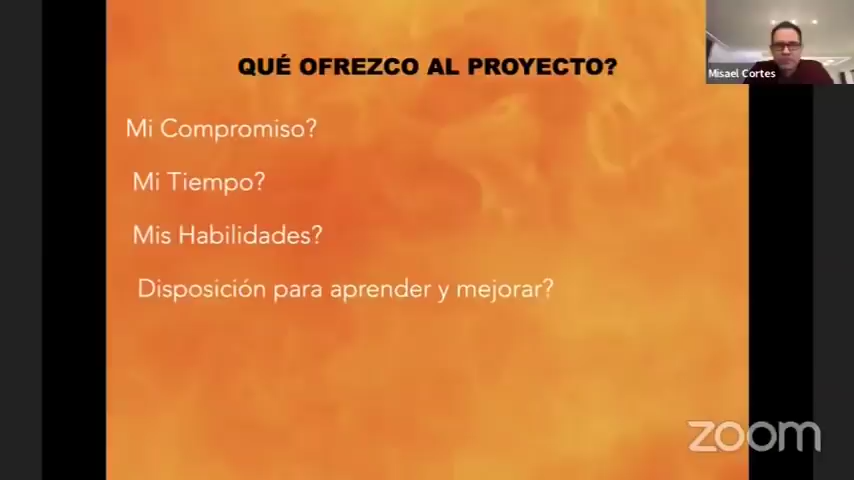 QUÉ OFREZCO AL PROYECTO?
Misael Cortes
Mi Compromiso?
Mi Tiempo?
Mis Habilidades?
Disposición para aprender y mejorar?
zoom